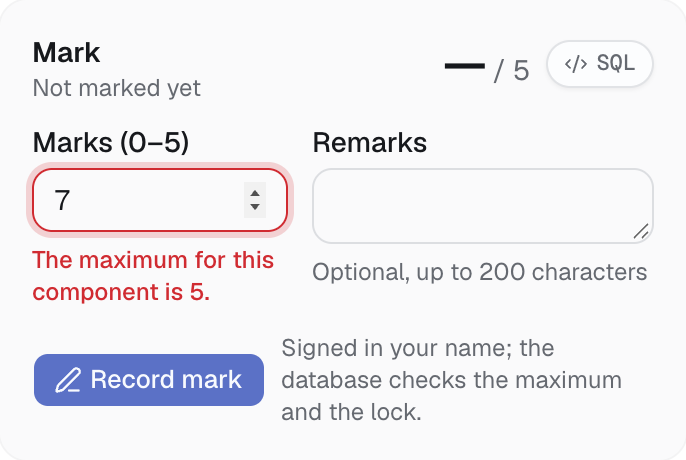 Mark
Not marked yet
— / 5
</> SQL
Marks (0–5)
Remarks
7
The maximum for this
component is 5.
Optional, up to 200 characters
Record mark
Signed in your name; the
database checks the maximum
and the lock.